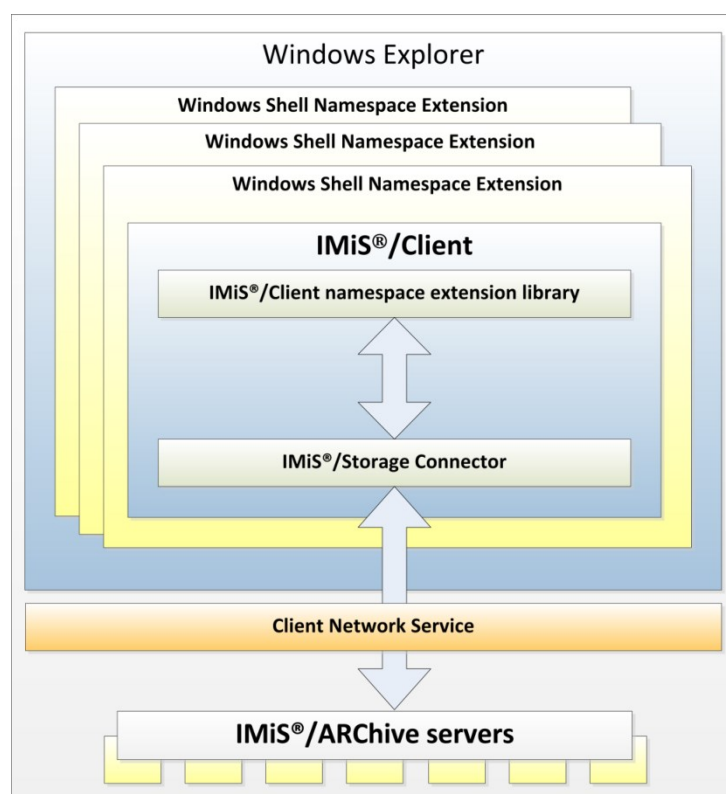 Windows Explorer
Windows Shell Namespace Extension
Windows Shell Namespace Extension
Windows Shell Namespace Extension
IMiS®/Client
IMiS®/Client namespace extension library
IMiS®/Storage Connector
Client Network Service
IMiS®/ARChive servers